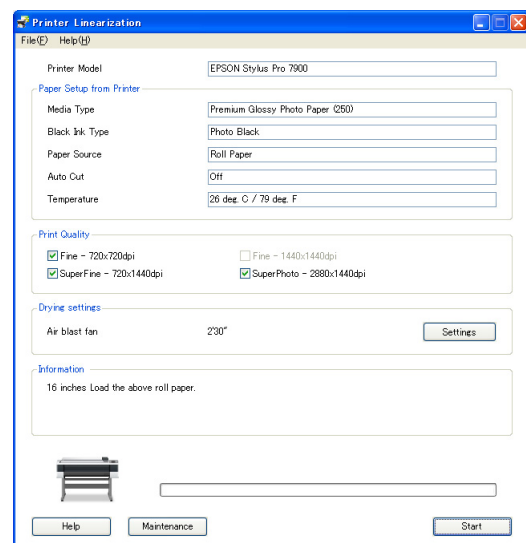 Printer Linearization
File(F) Help(H)
Printer Model EPSON Stylus Pro 7900
Paper Setup from Printer
Media Type Premium Glossy Photo Paper (250)
Black Ink Type Photo Black
Paper Source Roll Paper
Auto Cut Off
Temperature 26 deg. C / 79 deg. F
Print Quality
Fine - 720x720dpi Fine - 1440x1440dpi
SuperFine - 720x1440dpi SuperPhoto - 2880x1440dpi
Drying settings
Air blast fan 2'30" Settings
Information
16 inches Load the above roll paper.
Help Maintenance Start